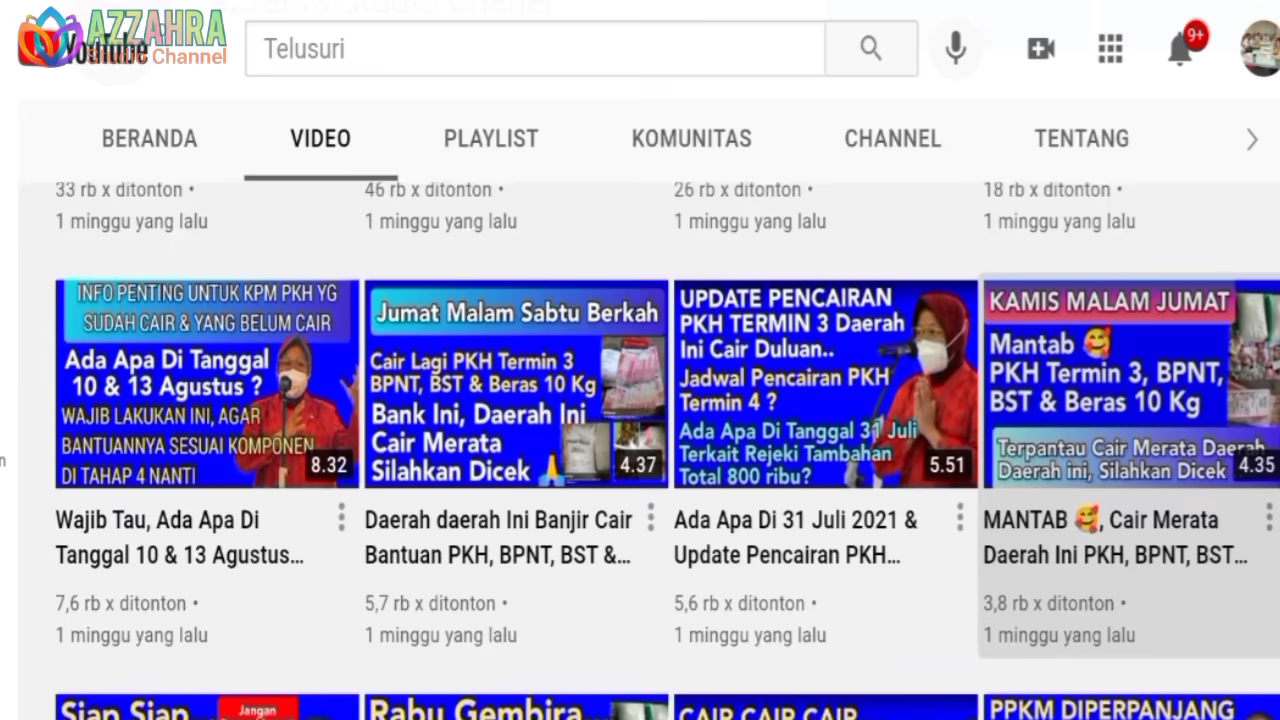 AZZAHRA
Studio Channel
YouTube
Telusuri
9+
BERANDA
VIDEO
PLAYLIST
KOMUNITAS
CHANNEL
TENTANG
33 rb x ditonton •
1 minggu yang lalu
46 rb x ditonton •
1 minggu yang lalu
26 rb x ditonton •
1 minggu yang lalu
18 rb x ditonton •
1 minggu yang lalu
INFO PENTING UNTUK KPM PKH YG
SUDAH CAIR & YANG BELUM CAIR
Ada Apa Di Tanggal
10 & 13 Agustus ?
WAJIB LAKUKAN INI, AGAR
BANTUANNYA SESUAI KOMPONEN
DI TAHAP 4 NANTI
8.32
Wajib Tau, Ada Apa Di
Tanggal 10 & 13 Agustus...
7,6 rb x ditonton •
1 minggu yang lalu
Jumat Malam Sabtu Berkah
Cair Lagi PKH Termin 3
BPNT, BST & Beras 10 Kg
Bank Ini, Daerah Ini
Cair Merata
Silahkan Dicek 🙏
4.37
Daerah daerah Ini Banjir Cair
Bantuan PKH, BPNT, BST &...
5,7 rb x ditonton •
1 minggu yang lalu
UPDATE PENCAIRAN
PKH TERMIN 3 Daerah
Ini Cair Duluan..
Jadwal Pencairan PKH
Termin 4 ?
Ada Apa Di Tanggal 31 Juli
Terkait Rejeki Tambahan
Total 800 ribu?
5.51
Ada Apa Di 31 Juli 2021 &
Update Pencairan PKH...
5,6 rb x ditonton •
1 minggu yang lalu
KAMIS MALAM JUMAT
Mantab 🥰
PKH Termin 3, BPNT,
BST & Beras 10 Kg
Terpantau Cair Merata Daerah
Daerah ini, Silahkan Dicek
4.35
MANTAB 🥰, Cair Merata
Daerah Ini PKH, BPNT, BST...
3,8 rb x ditonton •
1 minggu yang lalu
Siap Siap
Jangan
Rabu Gembira
CAIR CAIR CAIR
PPKM DIPERPANJANG